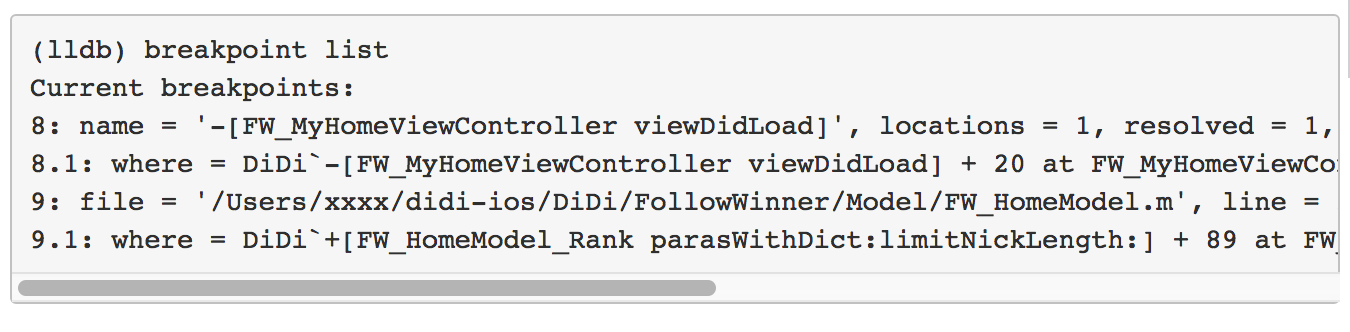 (lldb) breakpoint list
Current breakpoints:
8: name = '-[FW_MyHomeViewController viewDidLoad]', locations = 1, resolved = 1,
8.1: where = DiDi`-[FW_MyHomeViewController viewDidLoad] + 20 at FW_MyHomeViewCo
9: file = '/Users/xxxx/didi-ios/DiDi/FollowWinner/Model/FW_HomeModel.m', line =
9.1: where = DiDi`+[FW_HomeModel_Rank parasWithDict:limitNickLength:] + 89 at FW_